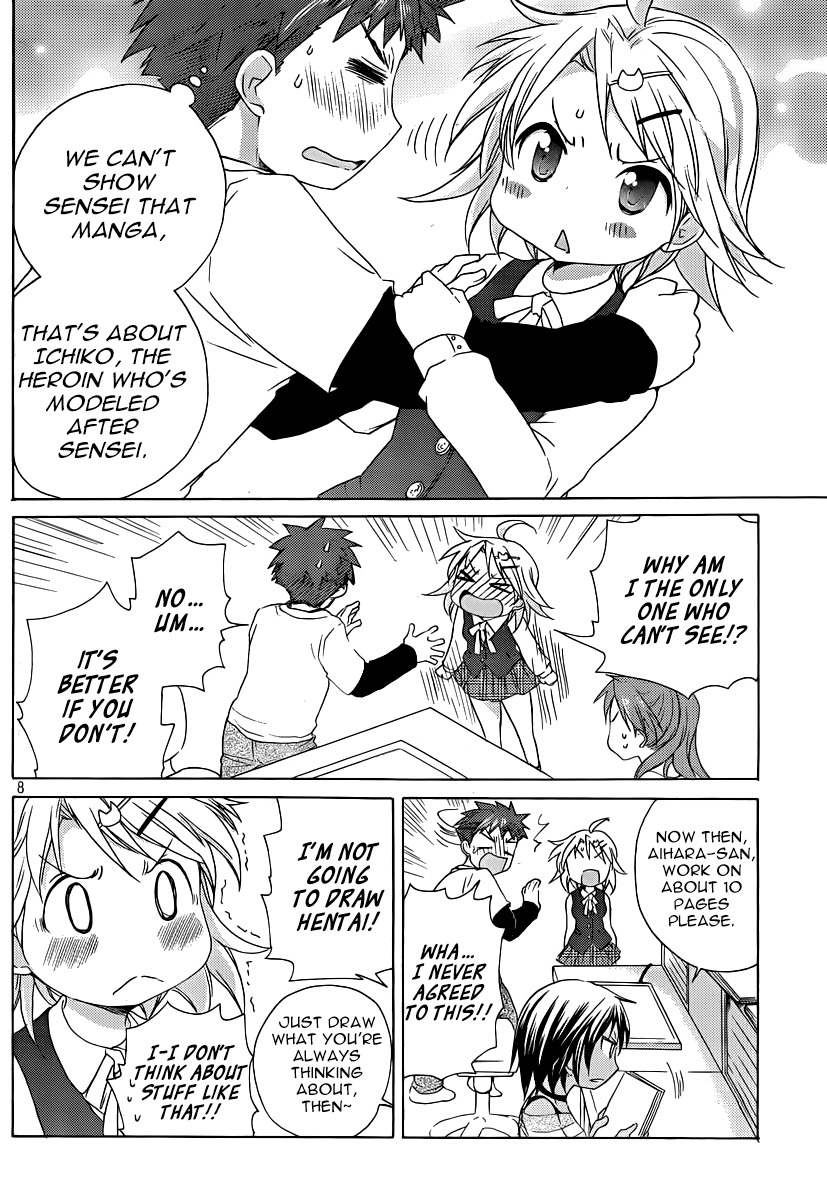 WE CAN'T
SHOW
SENSEI THAT
MANGA,
THAT'S ABOUT
ICHIKO, THE
HEROIN WHO'S
MODELED
AFTER
SENSEI.
WHY AM
I THE ONLY
ONE WHO
CAN'T SEE!?
NO...
UM...
IT'S
BETTER
IF YOU
DON'T!
8
NOW THEN,
AIHARA-SAN,
WORK ON
ABOUT 10
PAGES
PLEASE.
WHA...
I NEVER
AGREED
TO THIS!!
I'M NOT
GOING
TO DRAW
HENTAI!
JUST DRAW
WHAT YOU'RE
ALWAYS
THINKING
ABOUT,
THEN~
I-I DON'T
THINK ABOUT
STUFF LIKE
THAT!!